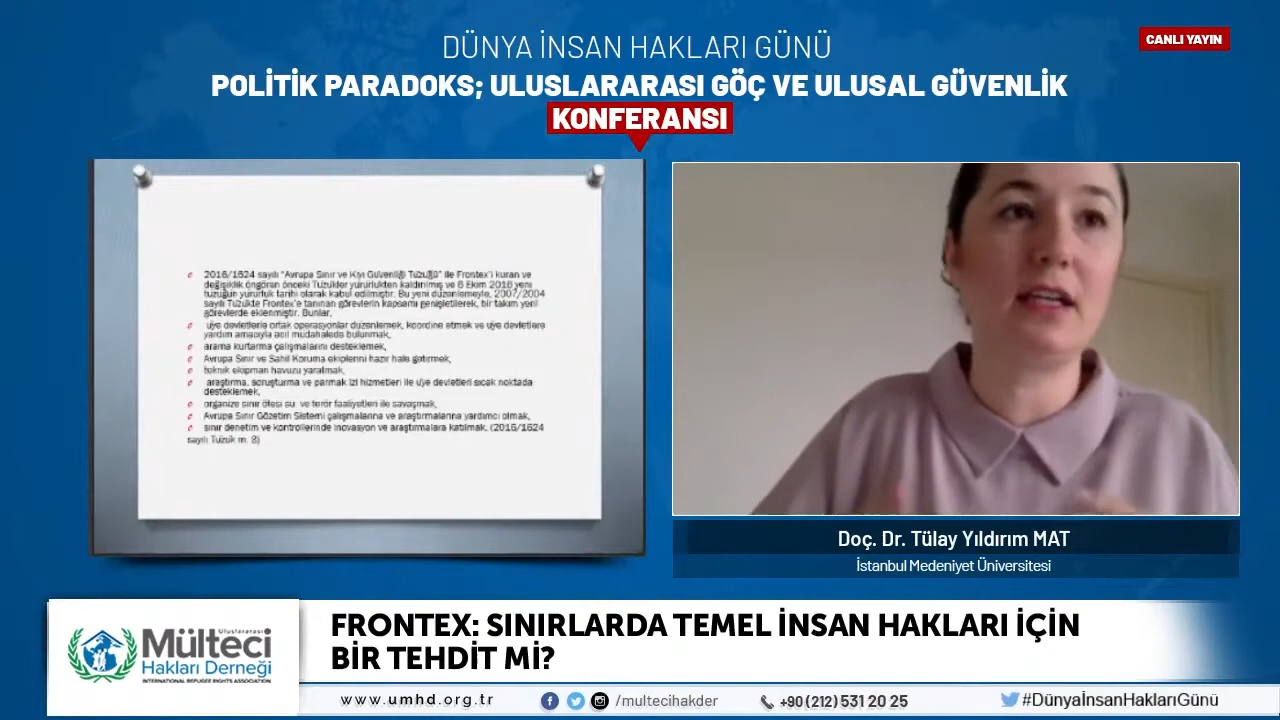 DÜNYA İNSAN HAKLARI GÜNÜ
CANLI YAYIN
POLİTİK PARADOKS; ULUSLARARASI GÖÇ VE ULUSAL GÜVENLİK
KONFERANSI
2016/1624 sayılı "Avrupa Sınır ve Kıyı Güvenliği Tüzüğü" ile Frontex'i kuran ve
değişiklik öngören önceki Tüzükler yürürlükten kaldırılmış ve 6 Ekim 2016 yeni
tüzüğün yürürlük tarihi olarak kabul edilmiştir. Bu yeni düzenlemeyle, 2007/2004
sayılı Tüzükte Frontex'e tanınan görevlerin kapsamı genişletilerek, bir takım yeni
görevlerde eklenmiştir. Bunlar,
üye devletlerle ortak operasyonlar düzenlemek, koordine etmek ve üye devletlere
yardım amacıyla acil müdahalede bulunmak,
arama kurtarma çalışmalarını desteklemek,
Avrupa Sınır ve Sahil Koruma ekiplerini hazır hale getirmek,
teknik ekipman havuzu yaratmak,
araştırma, soruşturma ve parmak izi hizmetleri ile üye devletleri sıcak noktada
desteklemek,
organize sınır ötesi su ve terör faaliyetleri ile savaşmak,
Avrupa Sınır Gözetim Sistemi çalışmalarına ve araştırmalarına yardımcı olmak,
sınır denetim ve kontrollerinde inovasyon ve araştırmalara katılmak. (2016/1624
sayılı Tüzük m. 8)
Doç. Dr. Tülay Yıldırım MAT
İstanbul Medeniyet Üniversitesi
Uluslararası
Mülteci
Hakları Derneği
INTERNATIONAL REFUGEE RIGHTS ASSOCIATION
FRONTEX: SINIRLARDA TEMEL İNSAN HAKLARI İÇİN
BİR TEHDİT Mİ?
www.umhd.org.tr
/multecihakder
+90 (212) 531 20 25
#DünyaİnsanHaklarıGünü